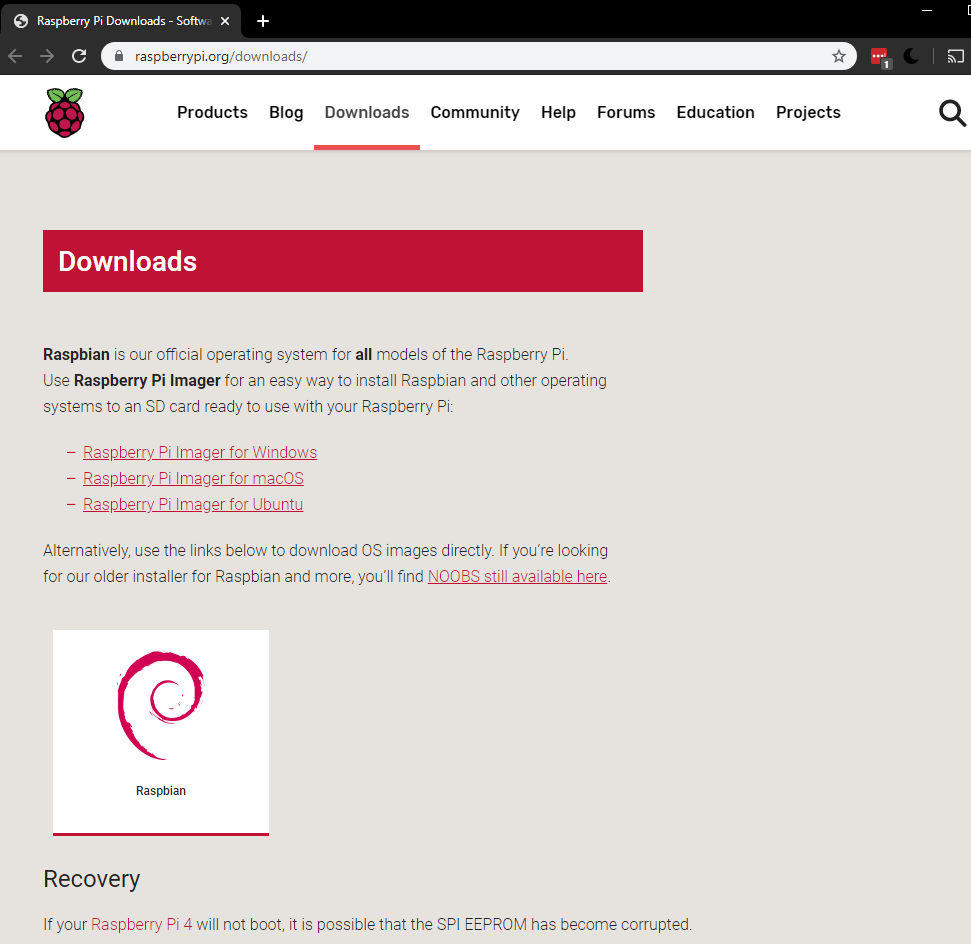 Raspberry Pi Downloads - Softwa
raspberrypi.org/downloads/
1
Products Blog Downloads Community Help Forums Education Projects
Downloads
Raspbian is our official operating system for all models of the Raspberry Pi.
Use Raspberry Pi Imager for an easy way to install Raspbian and other operating
systems to an SD card ready to use with your Raspberry Pi:
– Raspberry Pi Imager for Windows
– Raspberry Pi Imager for macOS
– Raspberry Pi Imager for Ubuntu
Alternatively, use the links below to download OS images directly. If you’re looking
for our older installer for Raspbian and more, you’ll find NOOBS still available here.
Raspbian
Recovery
If your Raspberry Pi 4 will not boot, it is possible that the SPI EEPROM has become corrupted.